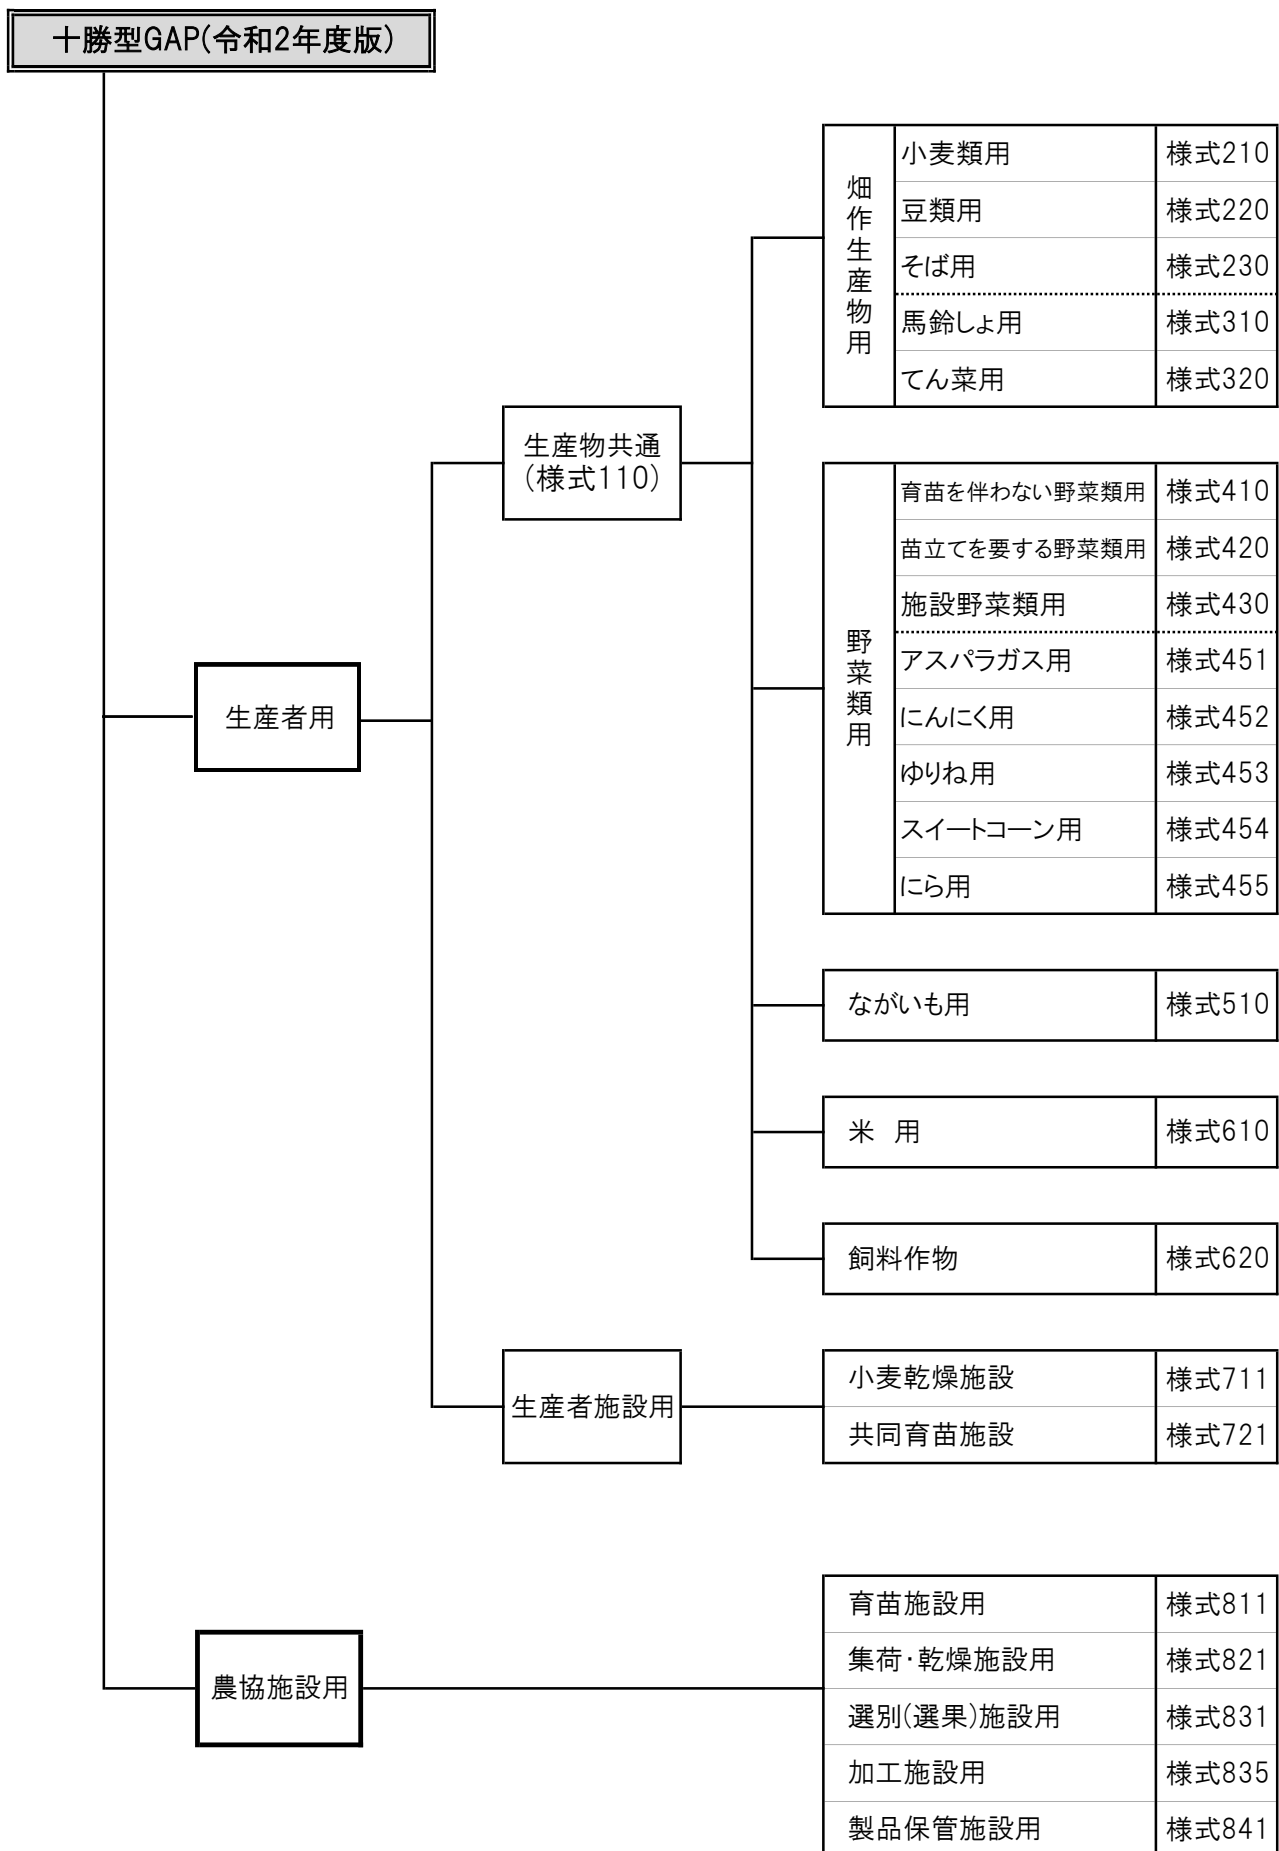 十勝型GAP(令和2年度版)
畑作生産物用
小麦類用 様式210
豆類用 様式220
そば用 様式230
馬鈴しょ用 様式310
てん菜用 様式320
生産物共通
(様式110)
野菜類用
育苗を伴わない野菜類用 様式410
苗立てを要する野菜類用 様式420
施設野菜類用 様式430
アスパラガス用 様式451
にんにく用 様式452
ゆりね用 様式453
スイートコーン用 様式454
にら用 様式455
生産者用
ながいも用 様式510
米 用 様式610
飼料作物 様式620
生産者施設用
小麦乾燥施設 様式711
共同育苗施設 様式721
農協施設用
育苗施設用 様式811
集荷・乾燥施設用 様式821
選別(選果)施設用 様式831
加工施設用 様式835
製品保管施設用 様式841